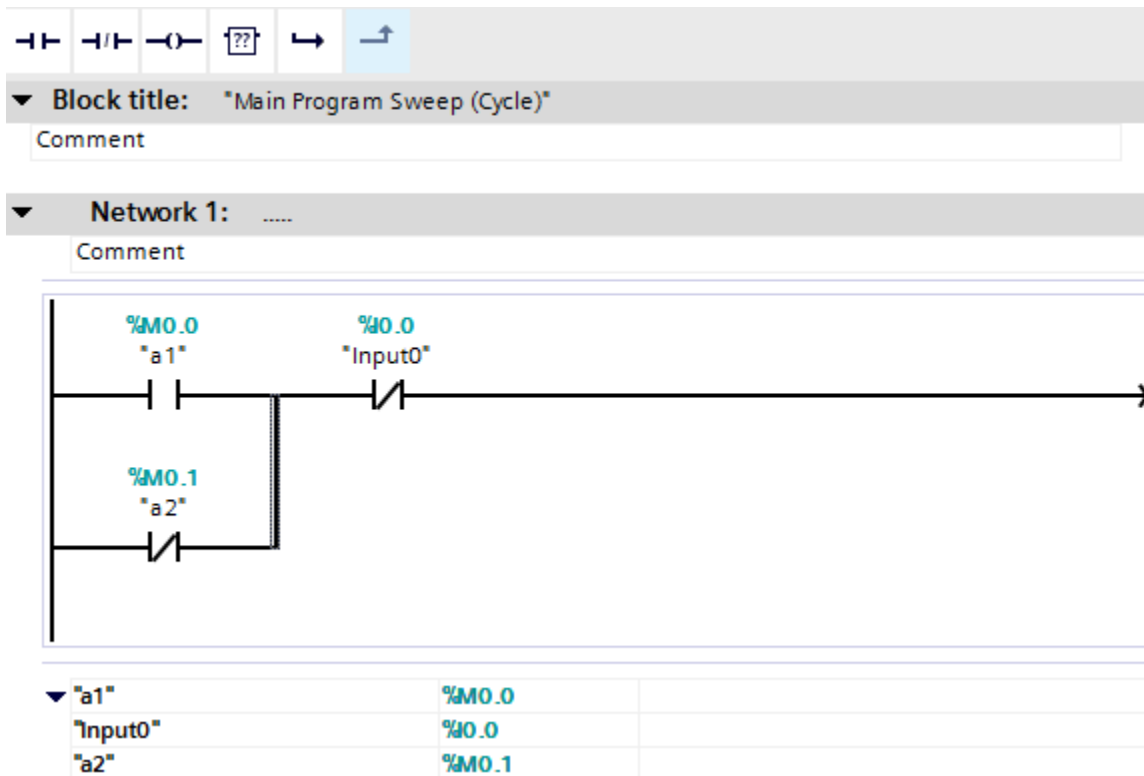 ??
Block title: "Main Program Sweep (Cycle)"
Comment
Network 1: .....
Comment
%M0.0 %I0.0
"a1" "Input0"
%M0.1
"a2"
"a1" %M0.0
"Input0" %I0.0
"a2" %M0.1